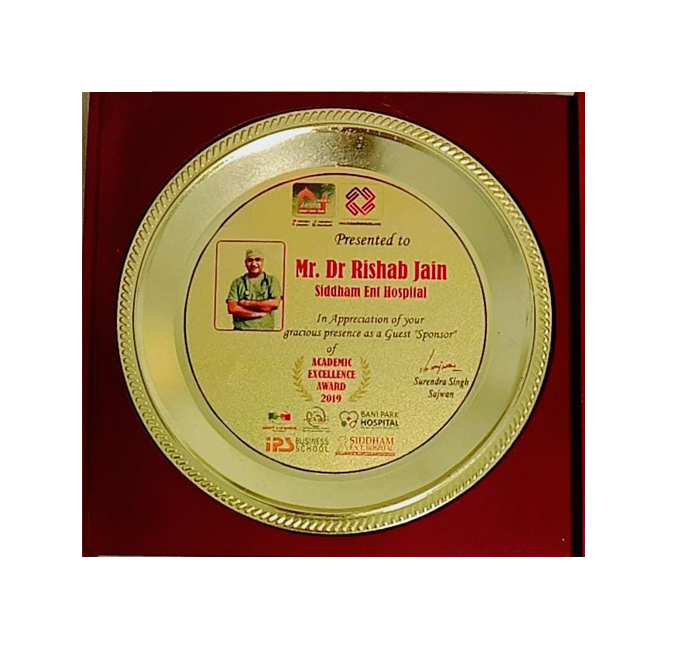 Presented to
Mr. Dr Rishab Jain
Siddham Ent Hospital
In Appreciation of your
gracious presence as a Guest "Sponsor"
of
ACADEMIC
EXCELLENCE
AWARD
2019
Surendra Singh
Sajwan
BANI PARK
HOSPITAL
iPS BUSINESS
SCHOOL
SIDDHAM
E.N.T. HOSPITAL